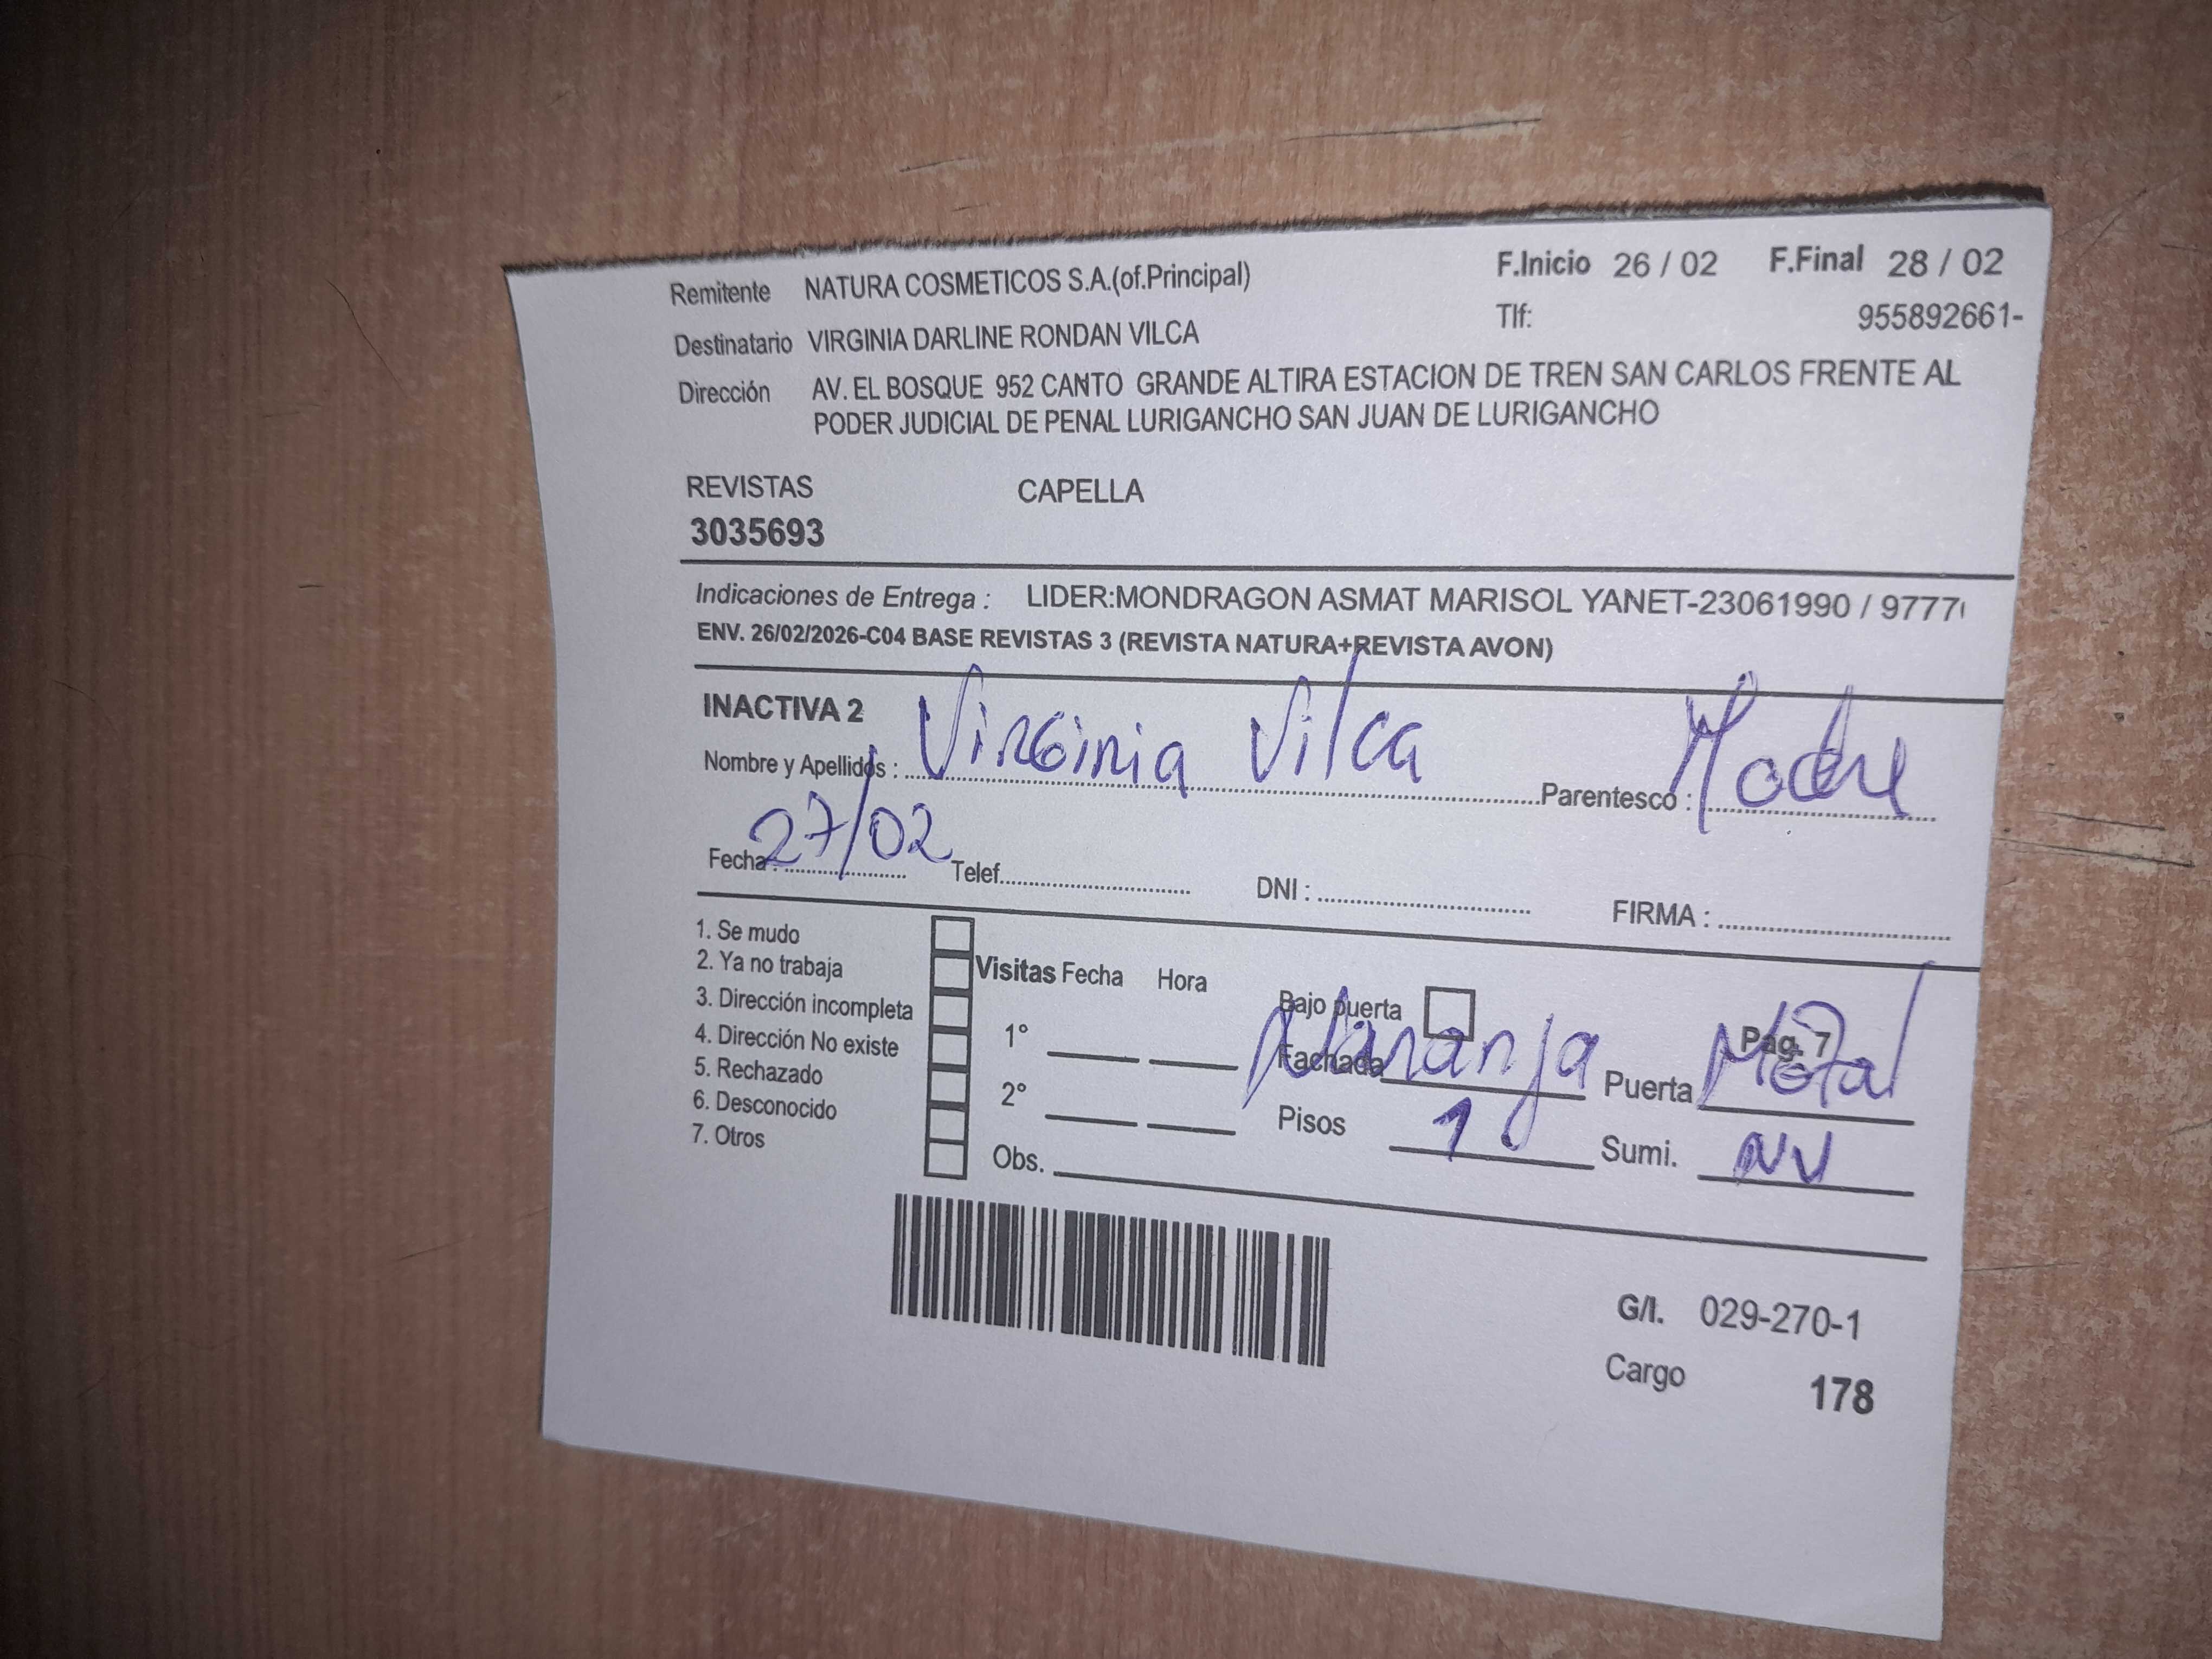 Remitente NATURA COSMETICOS S.A.(of.Principal) F.Inicio 26 / 02 F.Final 28 / 02
Destinatario VIRGINIA DARLINE RONDAN VILCA Tlf: 955892661-
Dirección AV. EL BOSQUE 952 CANTO GRANDE ALTIRA ESTACION DE TREN SAN CARLOS FRENTE AL
PODER JUDICIAL DE PENAL LURIGANCHO SAN JUAN DE LURIGANCHO
REVISTAS CAPELLA
3035693
Indicaciones de Entrega : LIDER:MONDRAGON ASMAT MARISOL YANET-23061990 / 9777
ENV. 26/02/2026-C04 BASE REVISTAS 3 (REVISTA NATURA+REVISTA AVON)
INACTIVA 2
Nombre y Apellidos : Virginia Vilca Parentesco : Madre
Fecha : 27/02 Telef. DNI : FIRMA :
1. Se mudo
2. Ya no trabaja
3. Dirección incompleta
4. Dirección No existe
5. Rechazado
6. Desconocido
7. Otros
Visitas Fecha Hora
1°
2°
Obs.
Bajo puerta Pag. 7
Fachada Naranja Puerta Metal
Pisos 1 Sumi. NV
G/I. 029-270-1
Cargo 178